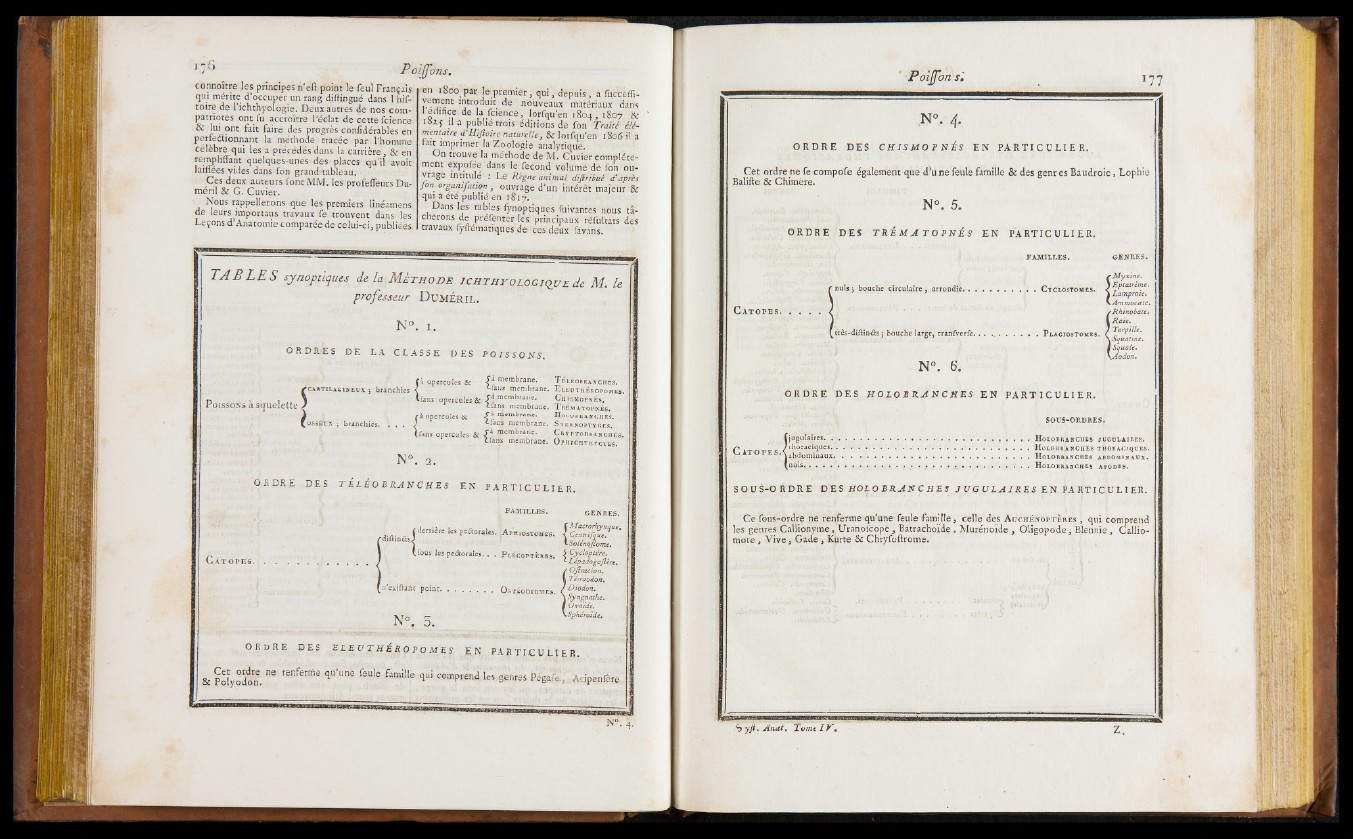 176
Poiſſons.
connoître les principes n'eſt point le ſeul Français
qui mérite d'occuper un rang diſtingué dans l'hiſ-
toire de l'ichthyologie. Deux autres de nos com-
patriotes ont ſu accroître l'éclat de cette ſcience
& lui ont fait faire des progrès conſidérables en
perfectionnant la méthode tracée par l'homme
célèbre qui les a précédés dans la carrière, & en
rempliſſant quelques-unes des places qu'il avoit
laiſſées vides dans ſon grand tableau.
Ces deux auteurs ſont MM. les profeſſeurs Du-
méril & G. Cuvier.
Nous rappellerons que les premiers linéamens
de leurs importans travaux ſe trouvent dans les
Leçons d'Anatomie comparée de celui-ci, publiées
en 1800 par le premier, qui, depuis, a ſucceſſi-
vement introduit de nouveaux matériaux dans
l'édifice de la ſcience, lorſqu'en 1804, 1807 &
1825 il a publié trois éditions de ſon Traité élé-
mentaire d'Hiſtoire naturelle, & lorſqu'en 1806 il a
fait imprimer la Zoologie analytique.
On trouve la méthode de M. Cuvier complète-
ment expoſée dans le ſecond volume de ſon ou-
vrage intitulé : Le Règne animal diſtribué d'après
ſon organiſation, ouvrage d'un intérêt majeur &
qui a été publié en 1817.
Dans les tables ſynoptiques ſuivantes nous tâ-
cherons de préſenter les principaux réſultats des
travaux ſyſtématiques de ces deux ſavans.
TABLES synoptiques de la MÉTHODE ICHTHYOLOGIQUE de M. le
professeur DUMÉRIL.
N°. 1.
ORDRES DE LA CLASSE DES POISSONS.
Poissons à squelette
CARTILAGINEUX ; branchies
à opercules &
à membrane. TÉLÉOBRANCHES.
ſans membrane. ELEUTHÉROPOMES.
ſans opercules &
à membrane. CHISMOPNÉS.
ſans membrane. TRÉMATOPNÉS.
OSSEUX ; branchies. . . .
à opercules &
à membrane. HOLOBRANCHES.
ſans membrane. STERNOPTYGES.
ſans opercules &
à membrane. CRYPTOBRANCHES.
ſans membrane. OPHICHTHYCTES.
N°. 2.
ORDRE DES TÉLÉOBRANCHES EN PARTICULIER.
FAMILLES. GENRES.
CATOPES. . . . . . . . . . . .
diſtincts
derrière les pectorales. APHIOSTOMES.
Macrorhynque.
Centriſque.
Solénoſtome.
ſous les pectorales. . . PLÉCOPTÈRES.
Cycloptère.
Lépadogaſtère.
n'exiſtant point. . . . . . . . OSTÉODERMES.
Oſtracion.
Tétraodon.
Diodon.
Syngnathe.
Ovoïde.
Sphéroïde.
N°. 5.
ORDRE DES ELEUTHÉROPOMES EN PARTICULIER.
Cet ordre ne renferme qu'une ſeule famille qui comprend les genres Pégaſe, Acipenſère
& Polyodon.
N°. 4.
Poiſſons.
177
N°. 4.
ORDRE DES CHISMOPNÉS EN PARTICULIER.
Cet ordre ne ſe compoſe également que d'une ſeule famille & des genres Baudroie, Lophie
Baliſte & Chimère.
N°. 5.
ORDRE DES TRÉMATOPNÉS EN PARTICULIER.
FAMILLES. GENRES.
CATOPES. . . . .
nuls ; bouche circulaire, arrondie. . . . . . . . . . CYCLOSTOMES.
Myxine.
Eptatrème.
Lamproie.
Ammocœte.
très-diſtincts ; bouche large, tranſverſe. . . . . . . . . . PLAGIOSTOMES.
Rhinobate.
Raie.
Torpille.
Squatine.
Squale.
Aodon.
N°. 6.
ORDRE DES HOLOBRANCHES EN PARTICULIER.
SOUS-ORDRES.
CATOPES.
jugulaires. . . . . . . . . . . . . . . . . . . . HOLOBRANCHES JUGULAIRES.
thoraciques. . . . . . . . . . . . . . . . . . . . HOLOBRANCHES THORACIQUES.
abdominaux. . . . . . . . . . . . . . . . . . . . HOLOBRANCHES ABDOMINAUX.
nuls. . . . . . . . . . . . . . . . . . . . HOLOBRANCHES APODES.
SOUS-ORDRE DES HOLOBRANCHES JUGULAIRES EN PARTICULIER.
Ce ſous-ordre ne renferme qu'une ſeule famille, celle des AUCHÉNOPTÈRES, qui comprend
les genres Callionyme, Uranoſcope, Batrachoïde, Murénoïde, Oligopode, Blennie, Callio-
more, Vive, Gade, Kurte & Chryſoſtrome.
Syſt. Anat. Tome IV.
Z